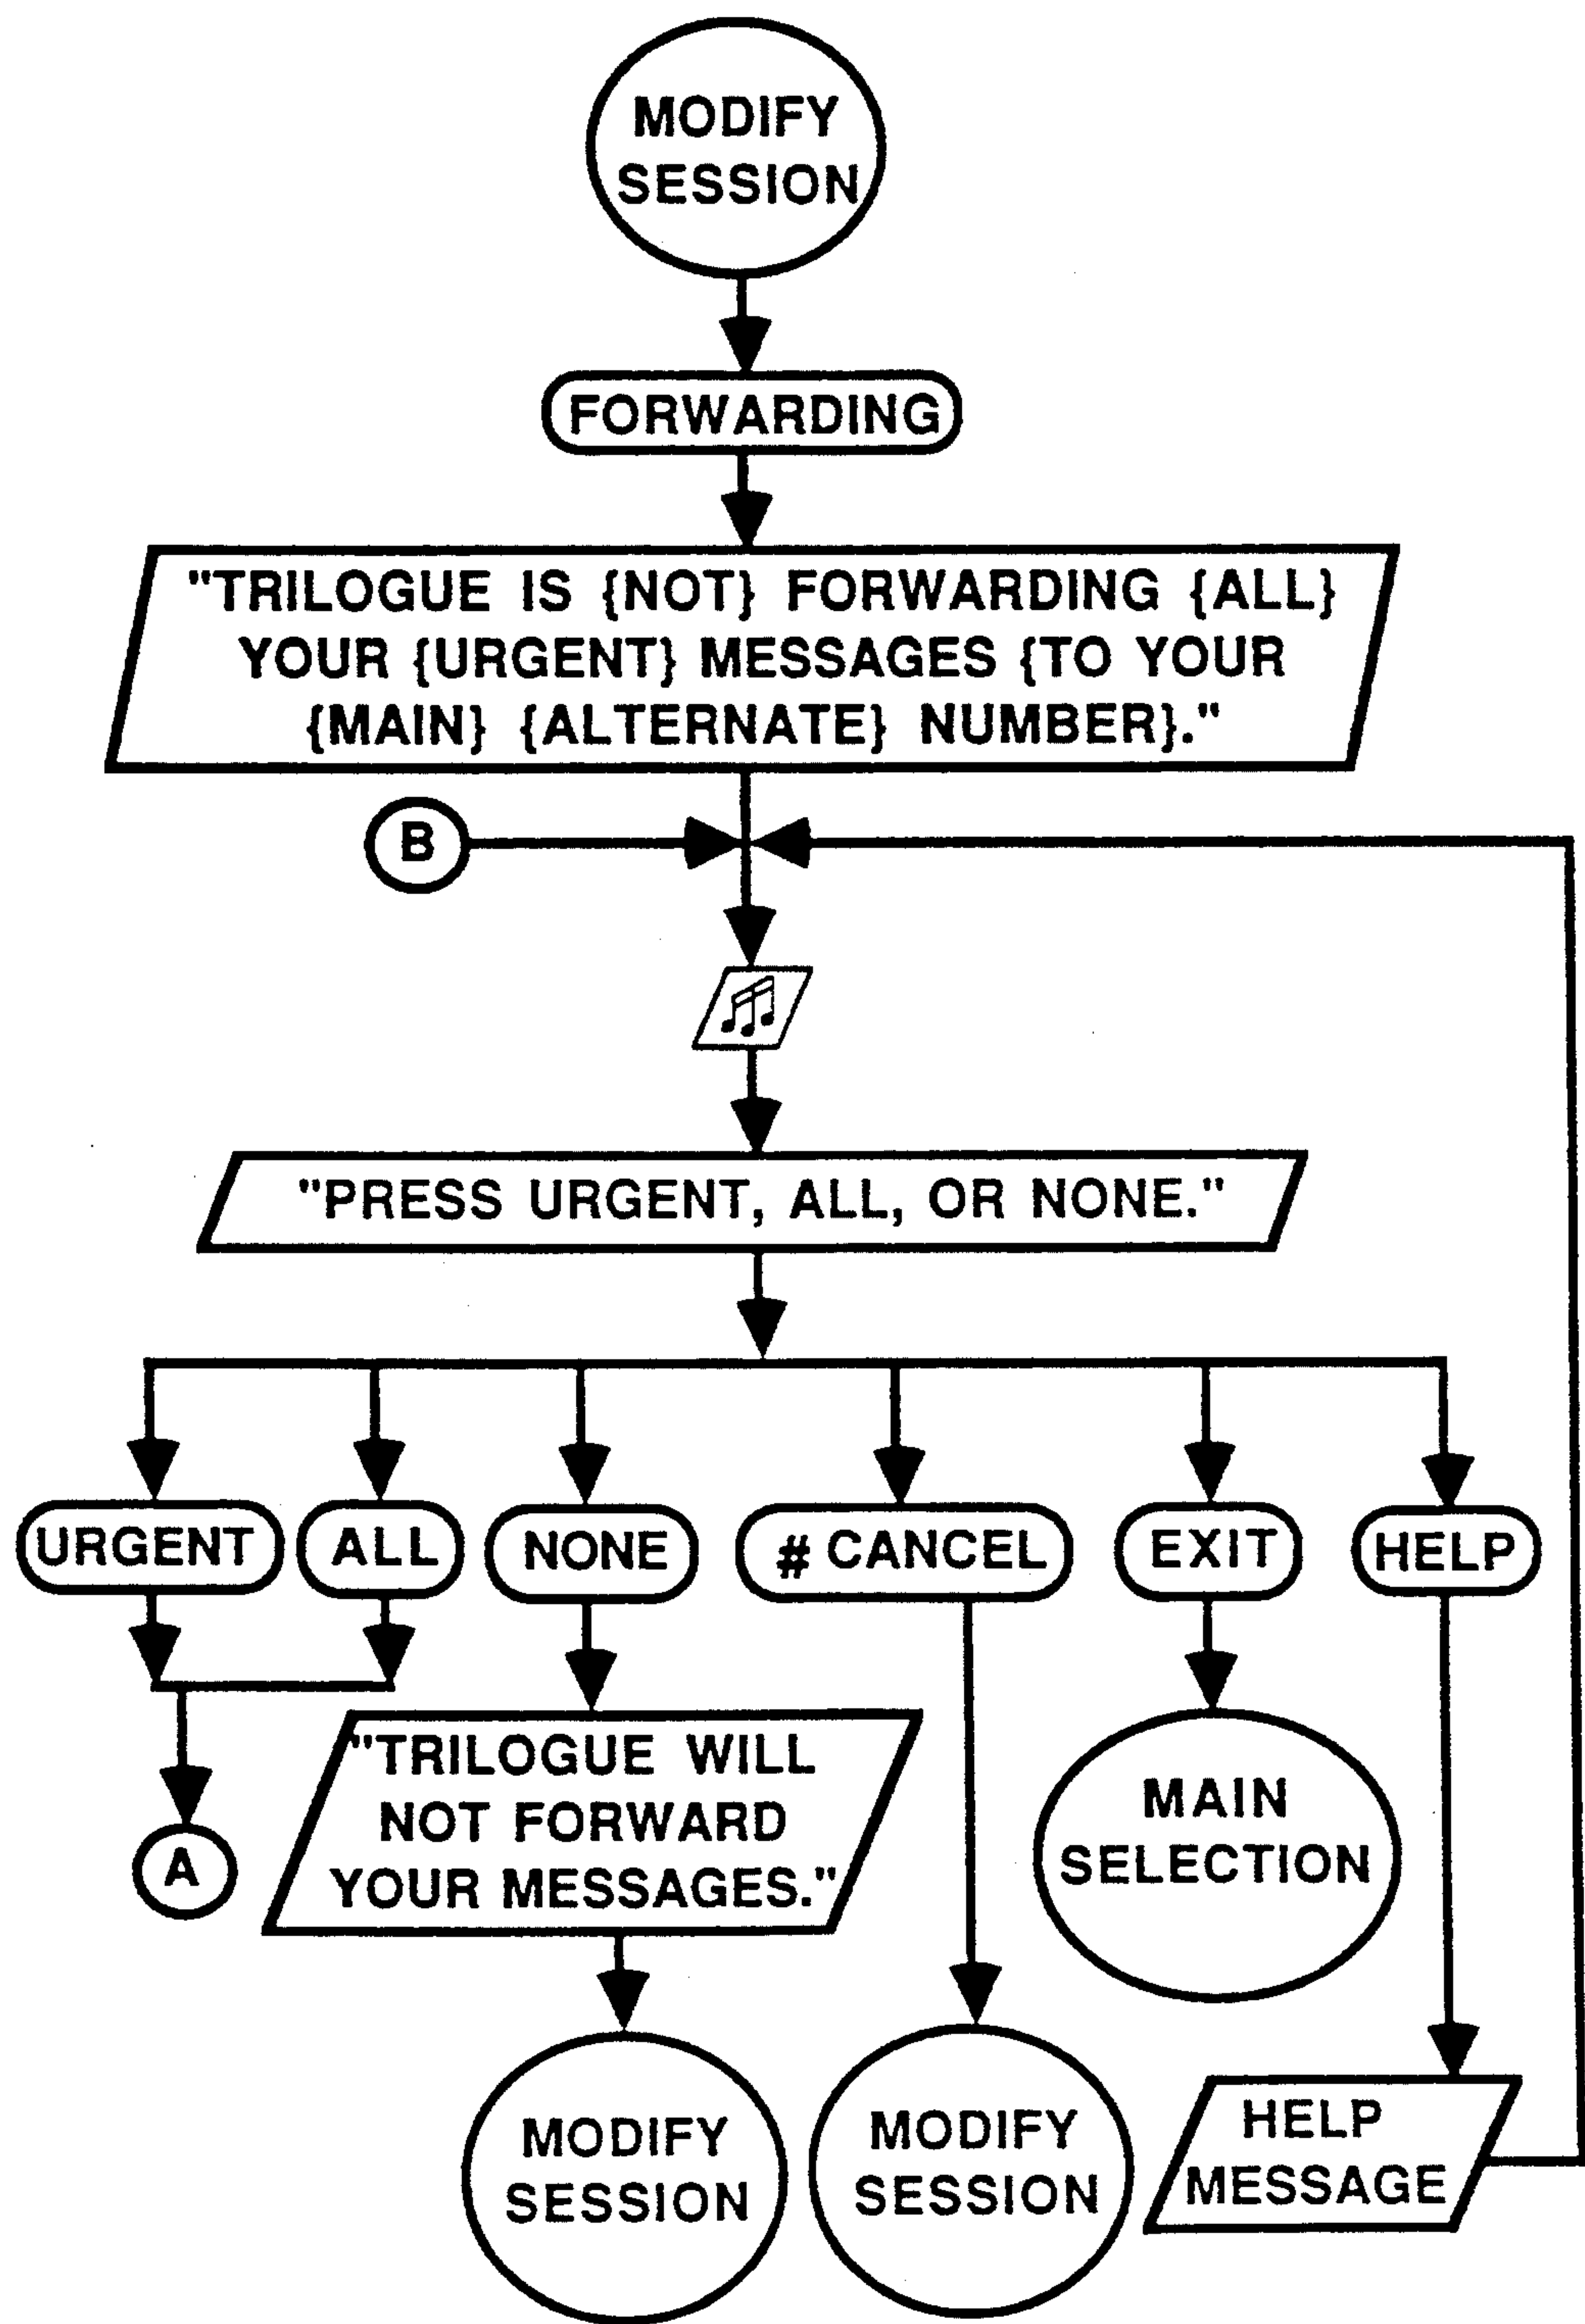 MODIFY
SESSION
FORWARDING
"TRILOGUE IS {NOT} FORWARDING {ALL}
YOUR {URGENT} MESSAGES {TO YOUR
{MAIN} {ALTERNATE} NUMBER}."
B
"PRESS URGENT, ALL, OR NONE."
URGENT
ALL
NONE
# CANCEL
EXIT
HELP
A
"TRILOGUE WILL
NOT FORWARD
YOUR MESSAGES."
MAIN
SELECTION
MODIFY
SESSION
MODIFY
SESSION
HELP
MESSAGE